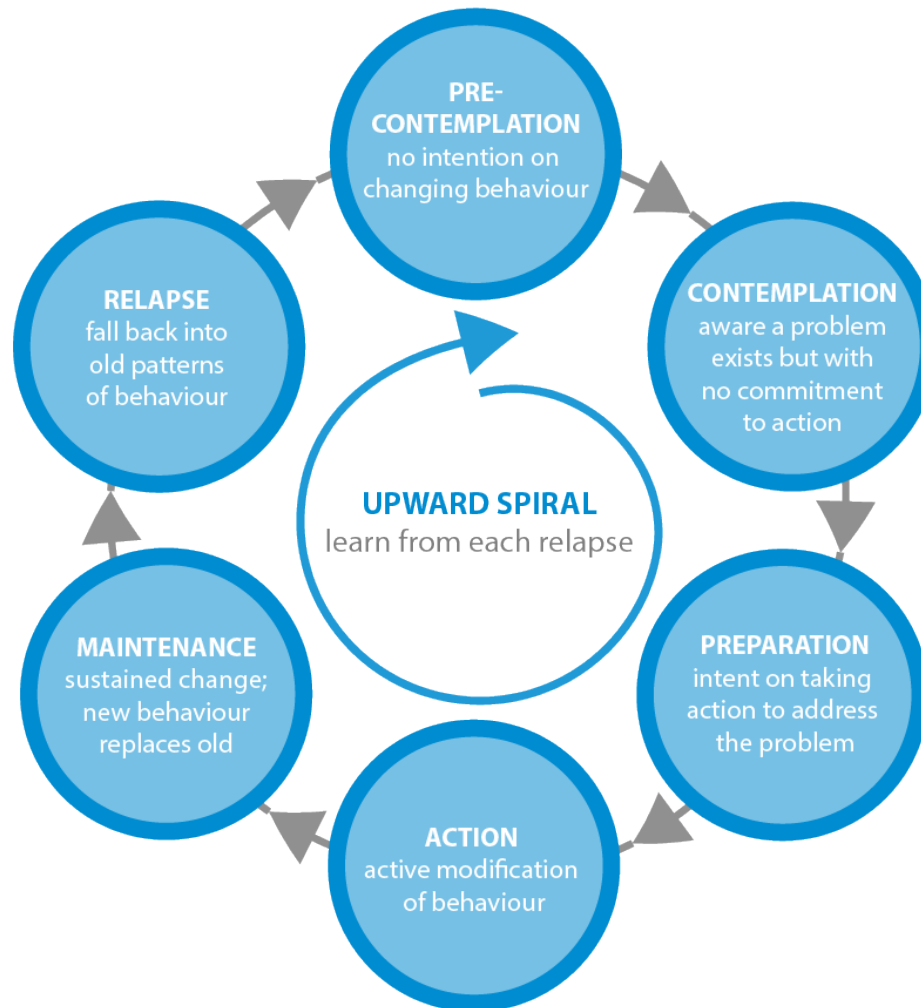 PRE-
CONTEMPLATION
no intention on
changing behaviour
CONTEMPLATION
aware a problem
exists but with
no commitment
to action
PREPARATION
intent on taking
action to address
the problem
ACTION
active modification
of behaviour
MAINTENANCE
sustained change;
new behaviour
replaces old
RELAPSE
fall back into
old patterns
of behaviour
UPWARD SPIRAL
learn from each relapse